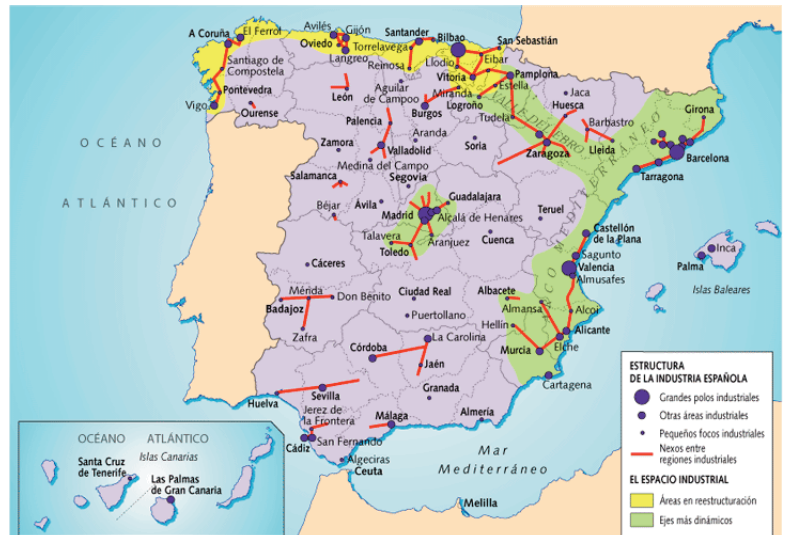 A Coruña
El Ferrol
Avilés
Gijón
Oviedo
Langreo
Torrelavega
Santander
Bilbao
San Sebastián
Reinosa
Llodio
Eibar
Vitoria
Pamplona
Estella
Miranda
Logroño
Santiago de
Compostela
Pontevedra
Vigo
Ourense
León
Aguilar
de Campoo
Burgos
Palencia
Tudela
VALLE DEL EBRO
Jaca
Huesca
Barbastro
Girona
OCÉANO
ATLÁNTICO
Zamora
Aranda
Valladolid
Soria
Zaragoza
Lleida
Barcelona
Tarragona
Medina del Campo
Salamanca
Segovia
ARCO MEDITERRÁNEO
Béjar
Ávila
Madrid
Guadalajara
Alcalá de Henares
Teruel
Talavera
Toledo
Aranjuez
Cuenca
Castellón
de la Plana
Sagunto
Valencia
Almusafes
Inca
Palma
Islas Baleares
Cáceres
Mérida
Badajoz
Don Benito
Zafra
Ciudad Real
Puertollano
Albacete
Almansa
Alcoi
Hellín
Alicante
Elche
Murcia
Cartagena
Córdoba
La Carolina
Jaén
Huelva
Sevilla
Granada
Jerez de
la Frontera
Málaga
Almería
Cádiz
San Fernando
Algeciras
Ceuta
Melilla
Mar
Mediterráneo
OCÉANO ATLÁNTICO
Islas Canarias
Santa Cruz
de Tenerife
Las Palmas
de Gran Canaria
ESTRUCTURA
DE LA INDUSTRIA ESPAÑOLA
Grandes polos industriales
Otras áreas industriales
Pequeños focos industriales
Nexos entre
regiones industriales
EL ESPACIO INDUSTRIAL
Áreas en reestructuración
Ejes más dinámicos